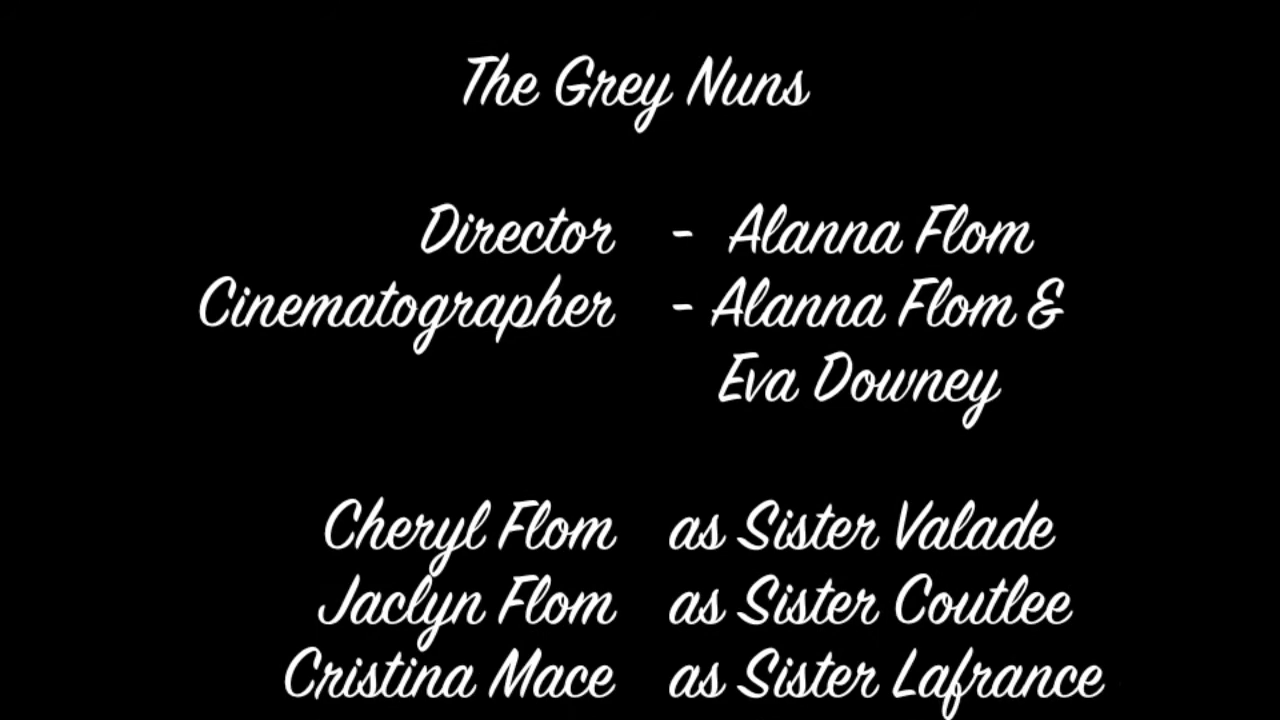 The Grey Nuns
Director - Alanna Flom
Cinematographer - Alanna Flom &
Eva Downey
Cheryl Flom as Sister Valade
Jaclyn Flom as Sister Coutlee
Cristina Mace as Sister Lafrance